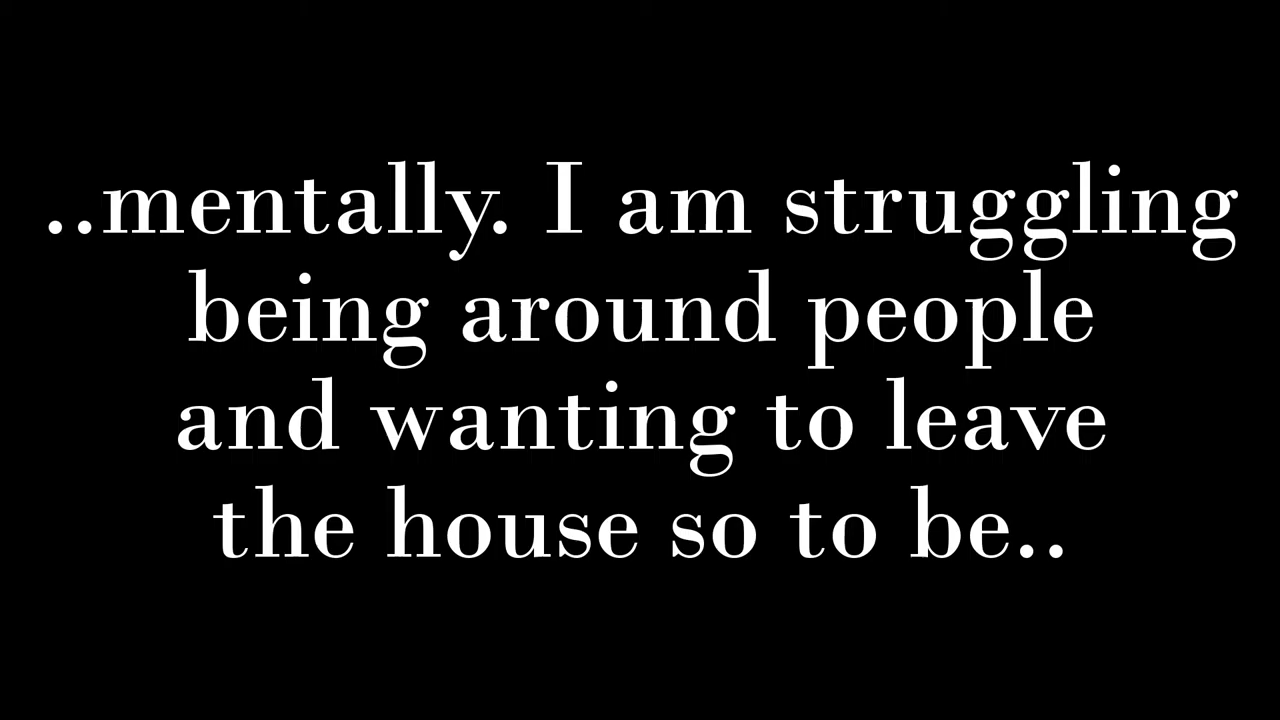 ..mentally. I am struggling
being around people
and wanting to leave
the house so to be..